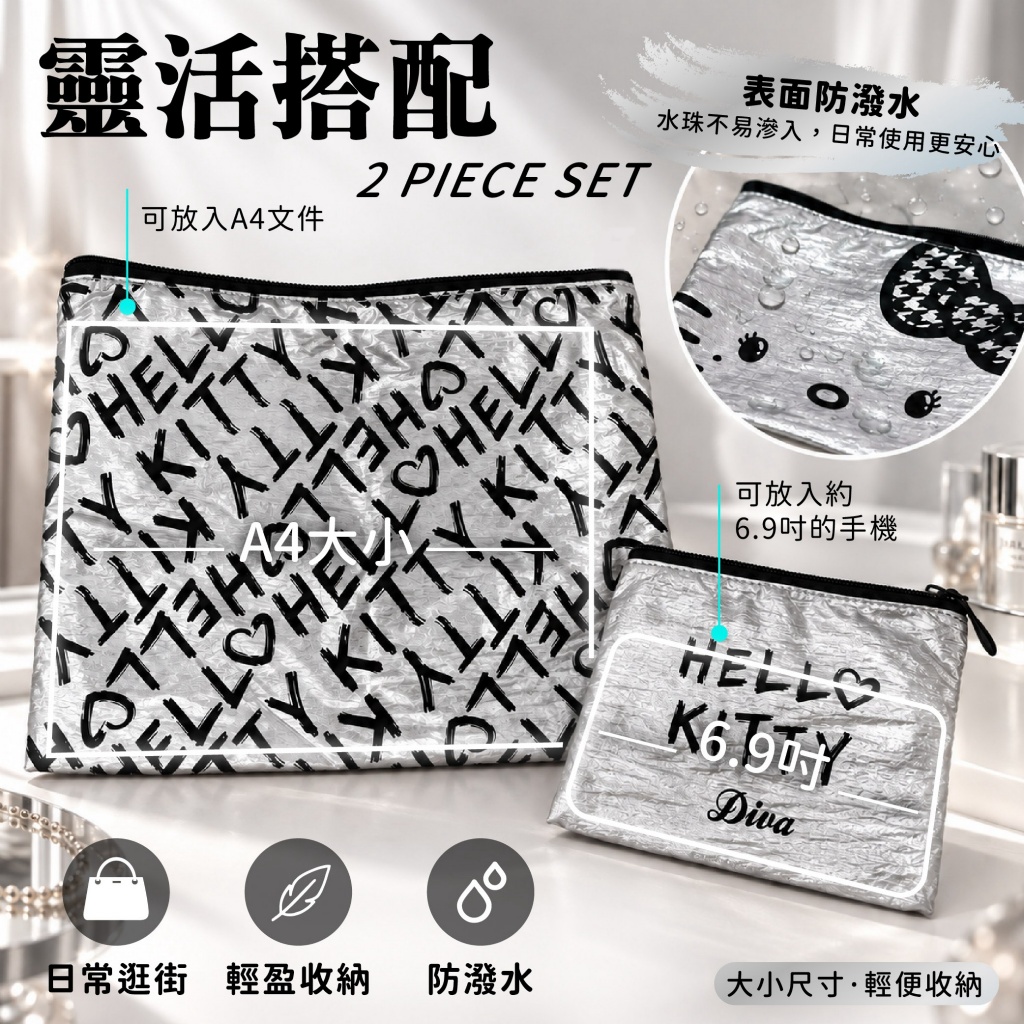 靈活搭配
2 PIECE SET
表面防潑水
水珠不易滲入，日常使用更安心
可放入A4文件
A4大小
可放入約
6.9吋的手機
HELLO
KITTY
6.9吋
Diva
日常逛街
輕盈收納
防潑水
大小尺寸·輕便收納